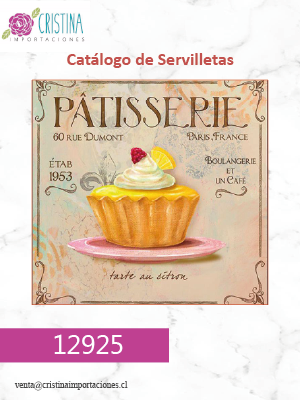 CRISTINA
IMPORTACIONES
Catálogo de Servilletas
PÂTISSERIE
60 RUE DUMONT PARIS, FRANCE
ÉTAB
1953
BOULANGERIE
ET
UN CAFÉ
tarte au citron
12925
venta@cristinaimportaciones.cl